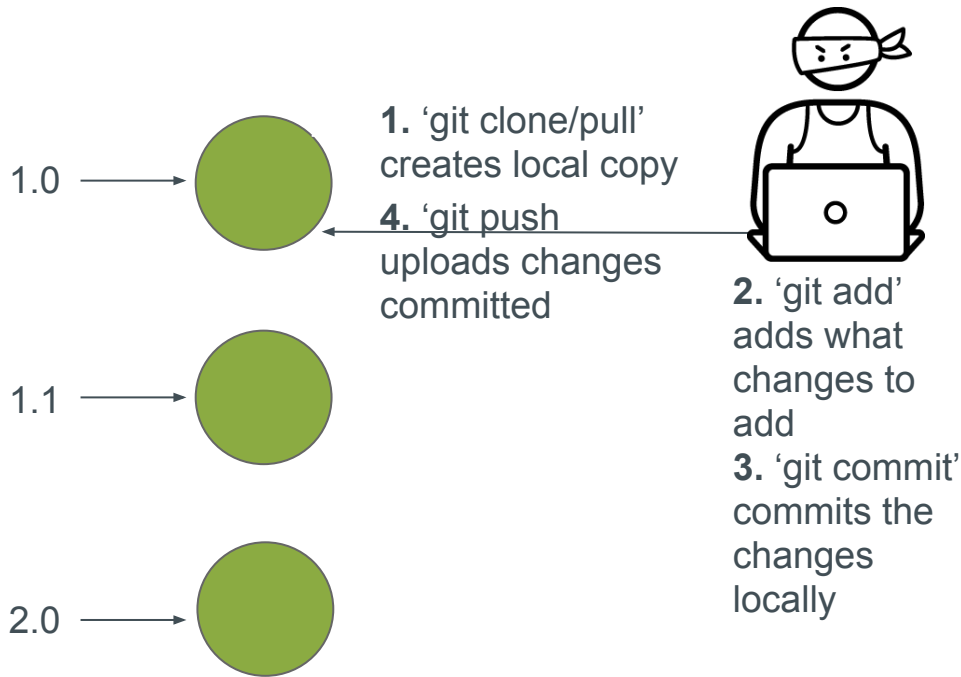 1. ‘git clone/pull’
creates local copy
1.0
4. ‘git push
uploads changes
committed
2. ‘git add’
adds what
changes to
add
1.1
3. ‘git commit’
commits the
changes
locally
2.0